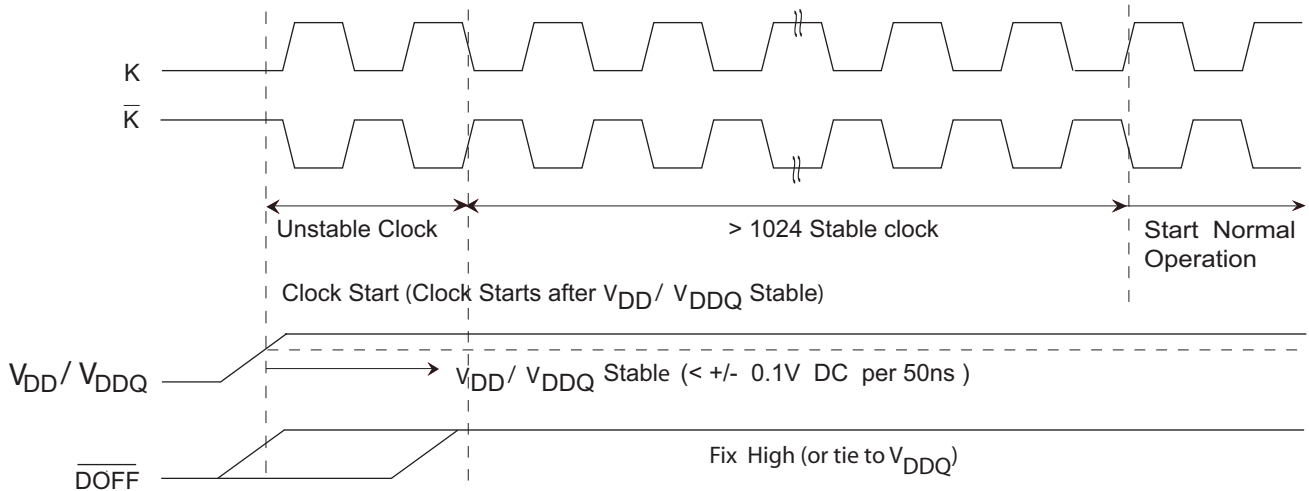 K
K
Unstable Clock
> 1024 Stable clock
Start Normal
Operation
Clock Start (Clock Starts after VDD / VDDQ Stable)
VDD / VDDQ
VDD / VDDQ Stable (< +/- 0.1V DC per 50ns )
Fix High (or tie to VDDQ)
DOFF